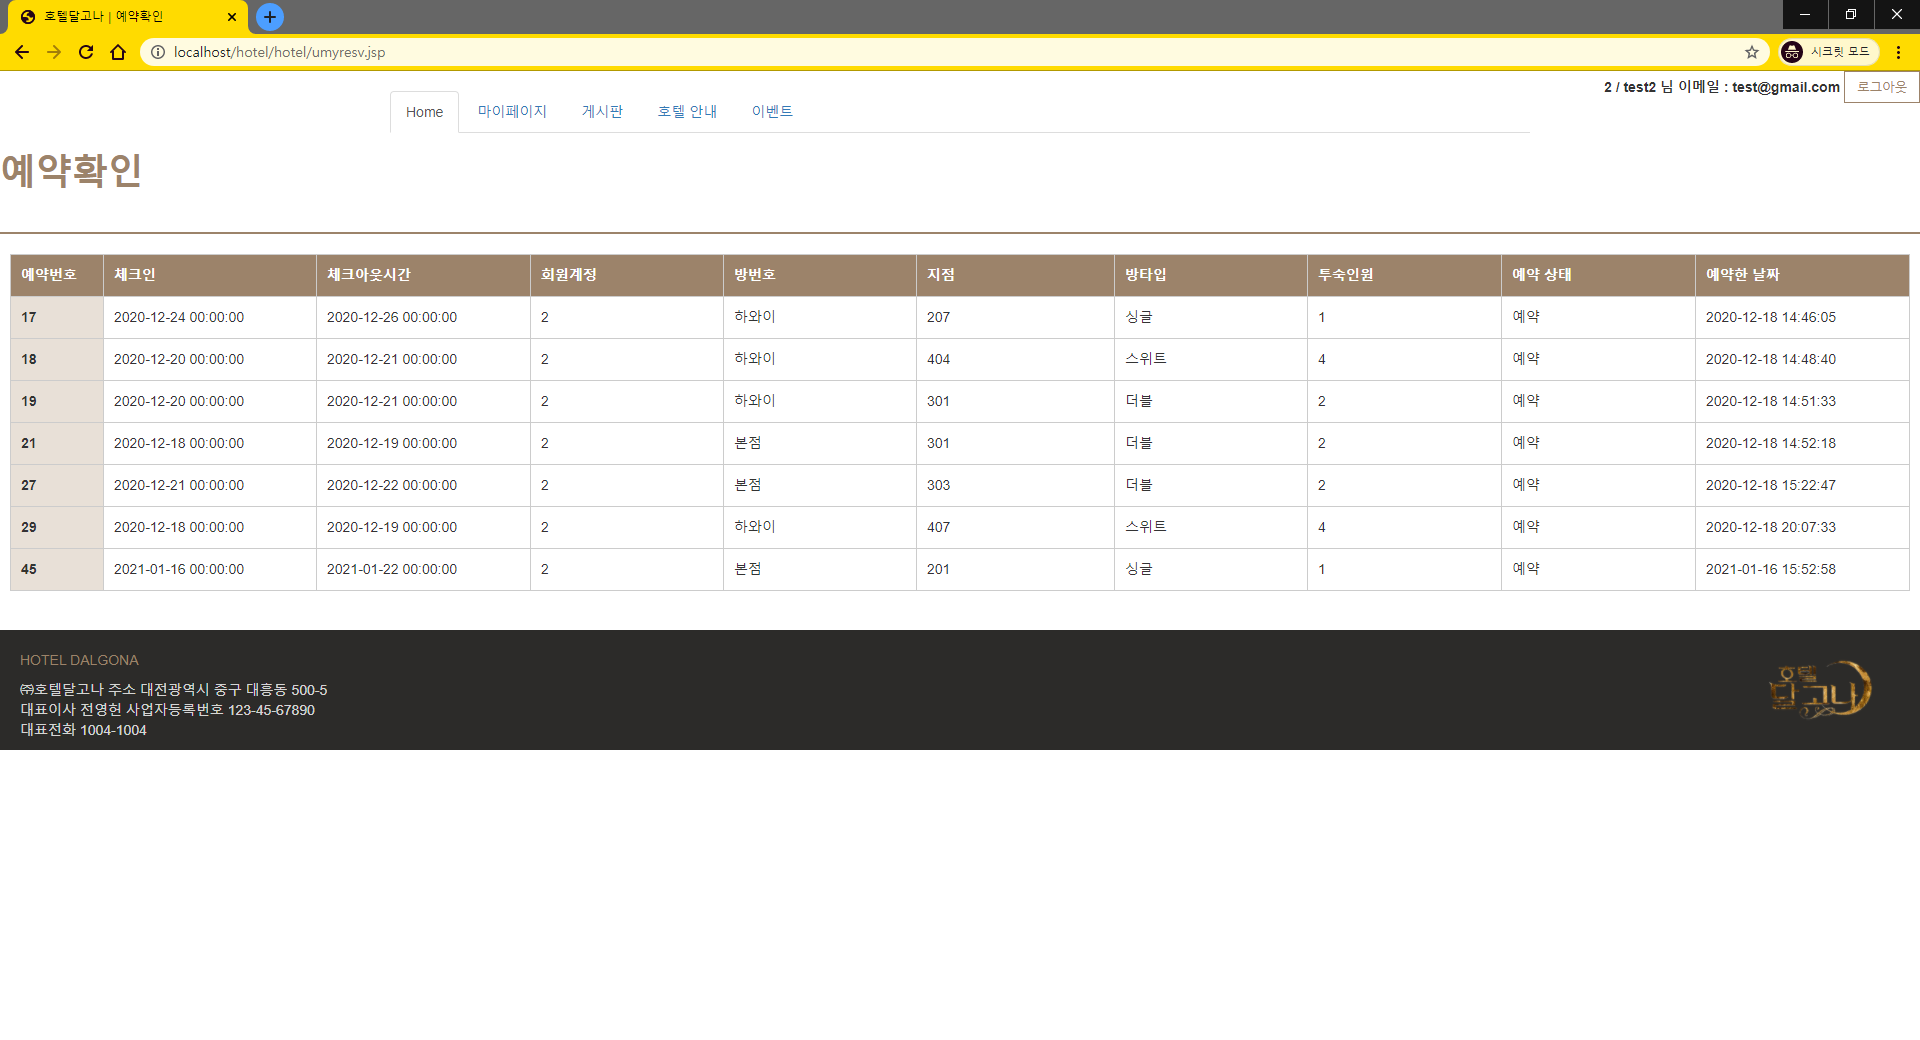 호텔달고나 | 예약확인
localhost/hotel/hotel/umyresv.jsp
시크릿 모드
2 / test2 님 이메일 : test@gmail.com 로그아웃
Home 마이페이지 게시판 호텔 안내 이벤트
예약확인
예약번호 체크인 체크아웃시간 회원계정 방번호 지점 방타입 투숙인원 예약 상태 예약한 날짜
17 2020-12-24 00:00:00 2020-12-26 00:00:00 2 하와이 207 싱글 1 예약 2020-12-18 14:46:05
18 2020-12-20 00:00:00 2020-12-21 00:00:00 2 하와이 404 스위트 4 예약 2020-12-18 14:48:40
19 2020-12-20 00:00:00 2020-12-21 00:00:00 2 하와이 301 더블 2 예약 2020-12-18 14:51:33
21 2020-12-18 00:00:00 2020-12-19 00:00:00 2 본점 301 더블 2 예약 2020-12-18 14:52:18
27 2020-12-21 00:00:00 2020-12-22 00:00:00 2 본점 303 더블 2 예약 2020-12-18 15:22:47
29 2020-12-18 00:00:00 2020-12-19 00:00:00 2 하와이 407 스위트 4 예약 2020-12-18 20:07:33
45 2021-01-16 00:00:00 2021-01-22 00:00:00 2 본점 201 싱글 1 예약 2021-01-16 15:52:58
HOTEL DALGONA
㈜호텔달고나 주소 대전광역시 중구 대흥동 500-5
대표이사 전영헌 사업자등록번호 123-45-67890
대표전화 1004-1004
호텔
달고나